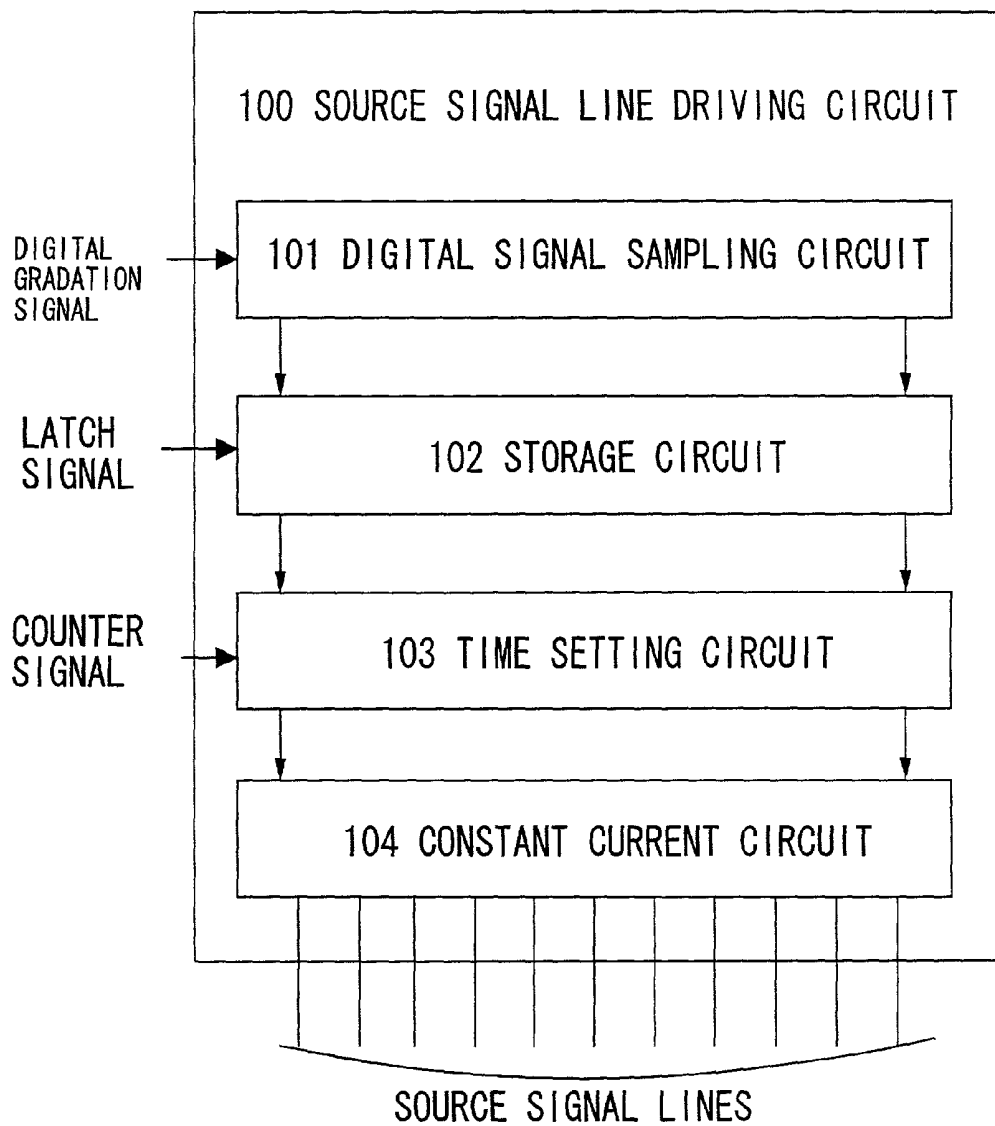 100 SOURCE SIGNAL LINE DRIVING CIRCUIT
DIGITAL
GRADATION
SIGNAL
101 DIGITAL SIGNAL SAMPLING CIRCUIT
LATCH
SIGNAL
102 STORAGE CIRCUIT
COUNTER
SIGNAL
103 TIME SETTING CIRCUIT
104 CONSTANT CURRENT CIRCUIT
SOURCE SIGNAL LINES